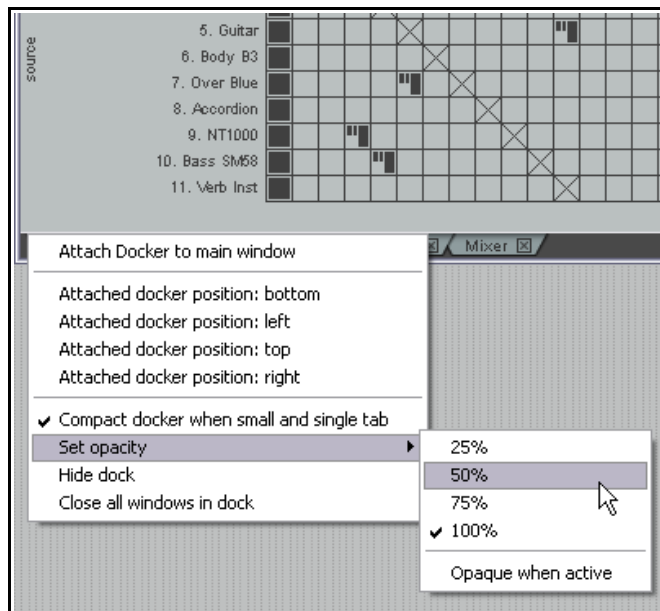 source
5. Guitar
6. Body B3
7. Over Blue
8. Accordion
9. NT1000
10. Bass SM58
11. Verb Inst
Mixer
Attach Docker to main window
Attached docker position: bottom
Attached docker position: left
Attached docker position: top
Attached docker position: right
Compact docker when small and single tab
Set opacity
Hide dock
Close all windows in dock
25%
50%
75%
100%
Opaque when active